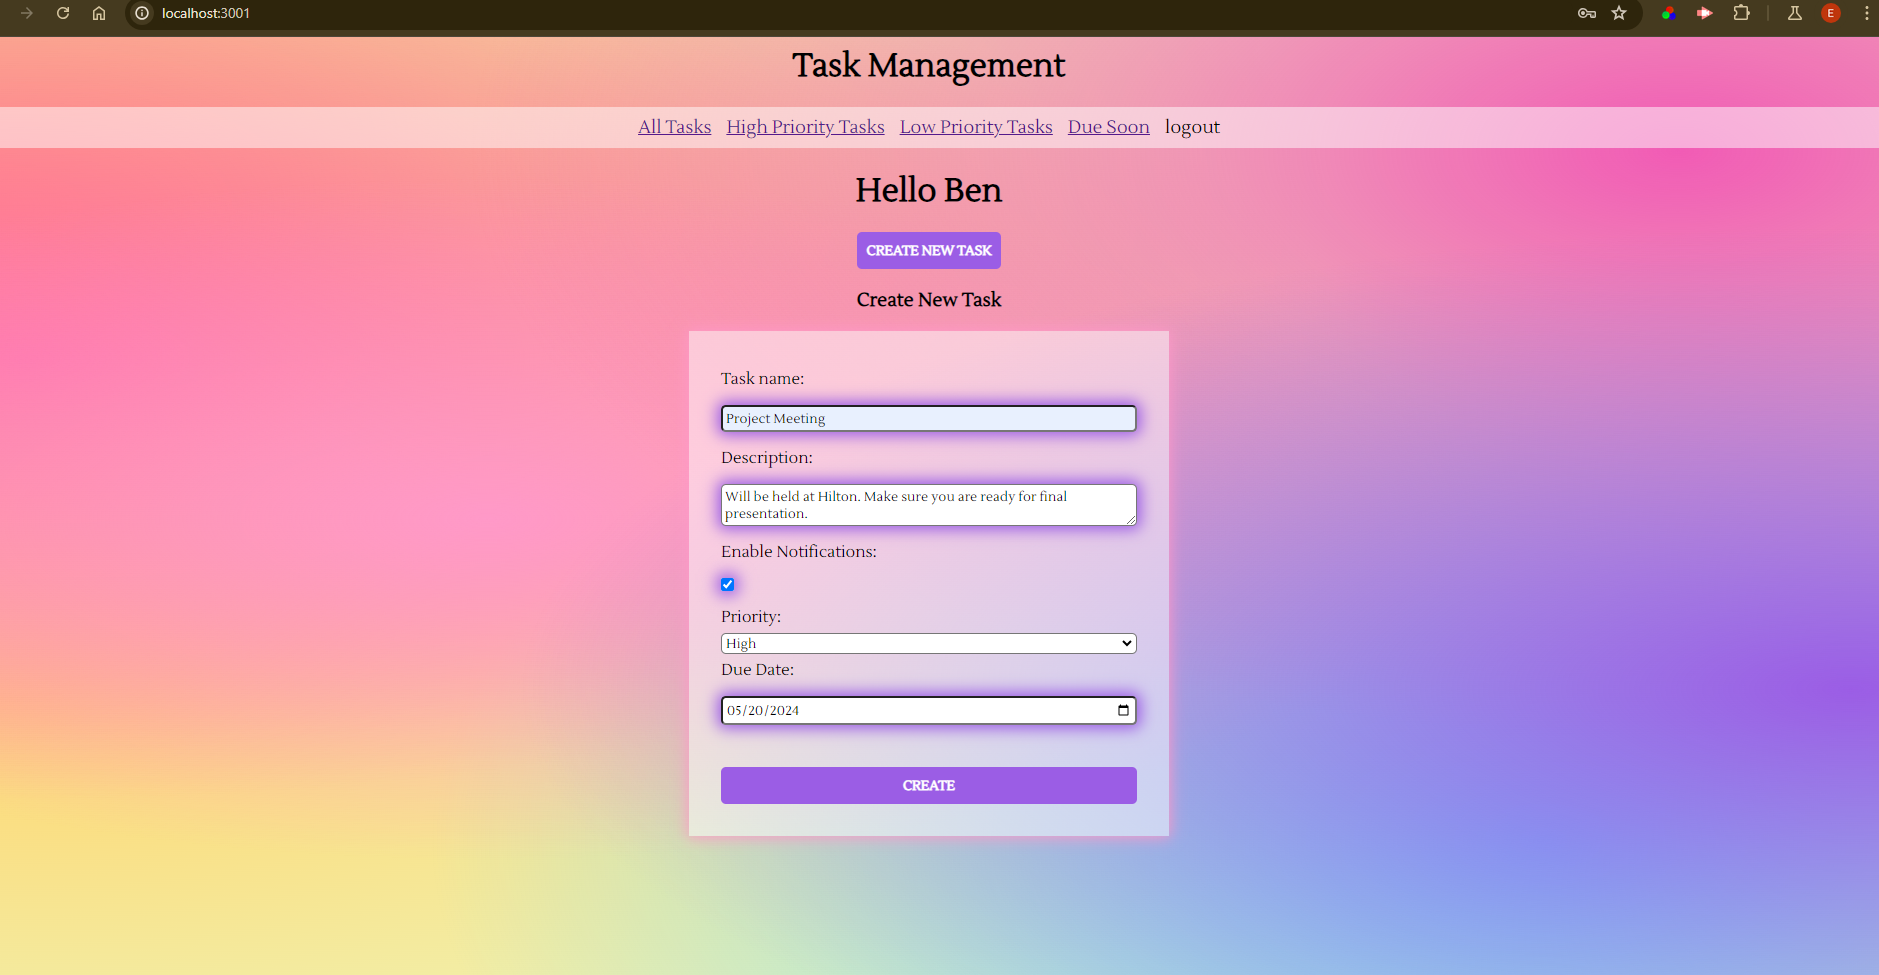 localhost:3001
E
Task Management
All Tasks High Priority Tasks Low Priority Tasks Due Soon logout
Hello Ben
CREATE NEW TASK
Create New Task
Task name:
Project Meeting
Description:
Will be held at Hilton. Make sure you are ready for final
presentation.
Enable Notifications:
Priority:
High
Due Date:
05/20/2024
CREATE